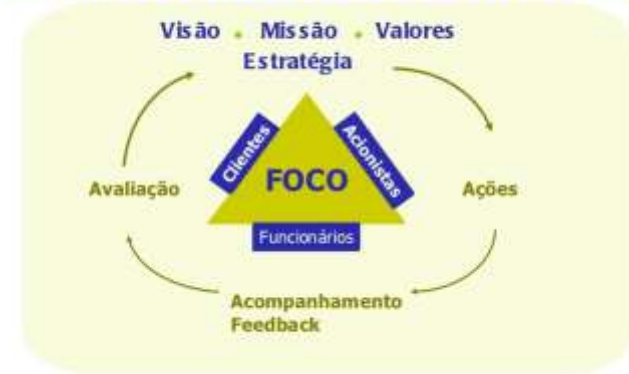 Visão • Missão • Valores
Estratégia
Clientes
Acionistas
FOCO
Avaliação
Ações
Funcionários
Acompanhamento
Feedback